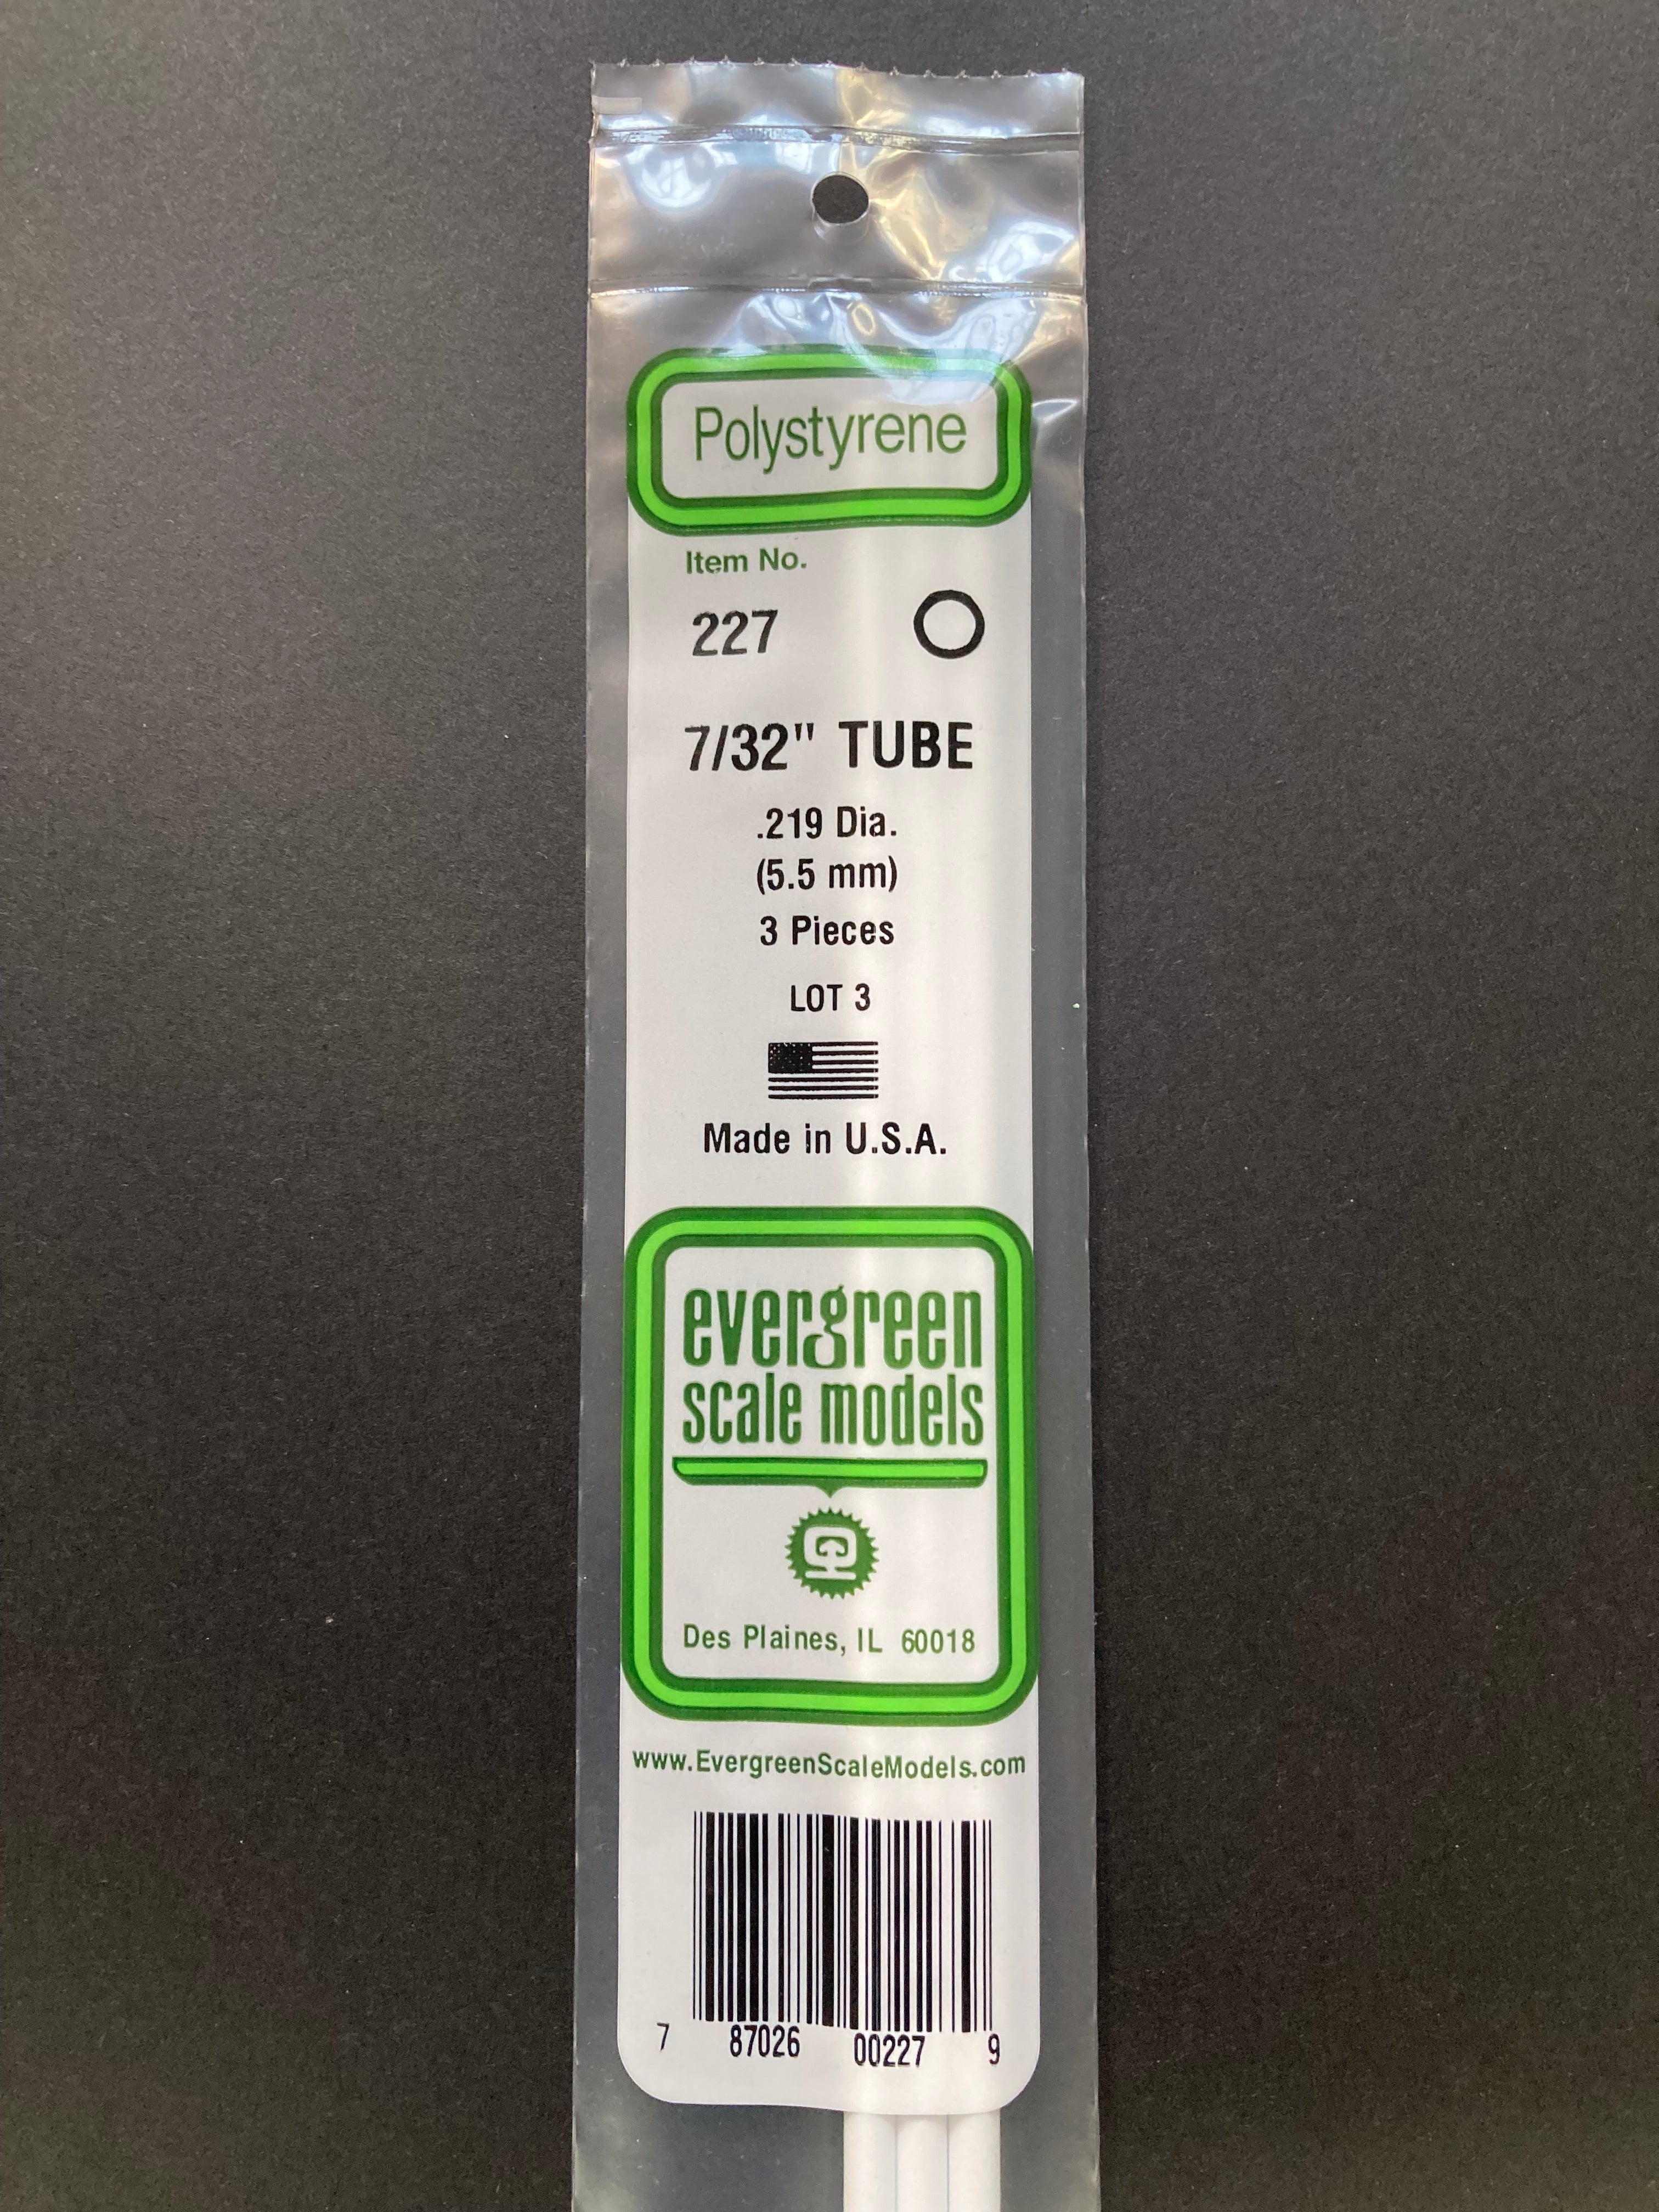 Polystyrene
Item No.
227
7/32" TUBE
.219 Dia.
(5.5 mm)
3 Pieces
LOT 3
Made in U.S.A.
evergreen
scale models
Des Plaines, IL 60018
www.EvergreenScaleModels.com
7 87026 00227 9